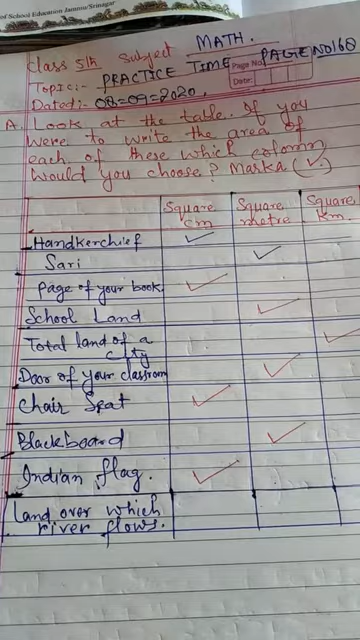 of School Education Jammu/Srinagar
Class 5th Subject MATH.
Topic:- PRACTICE TIME PAGE NO 160
Page No.
Date:
Dated:- 08-09-2020.
A. Look at the table. If you
were to write the area of
each of these which column
would you choose? Marka (✓)
Square cm Square metre Square Km.
Handkerchief ✓
Sari ✓
Page of your book ✓
School Land ✓
Total land of a city ✓
Door of your classroom ✓
Chair Seat ✓
Blackboard ✓
Indian flag. ✓
Land over which
river flows.